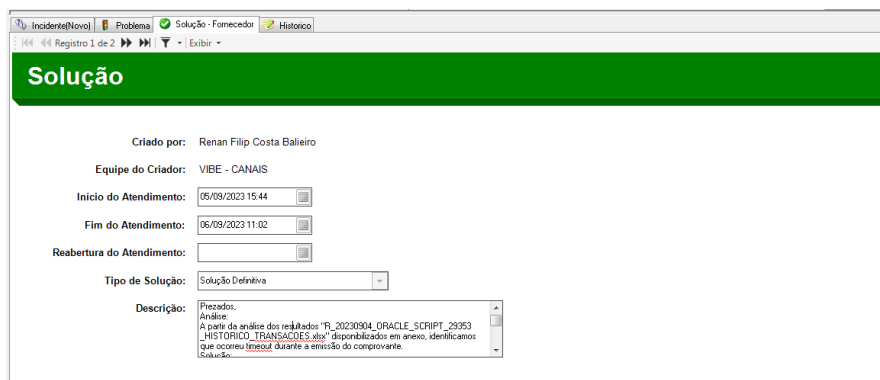 Incidente(Novo) Problema Solução - Fornecedor Historico
Registro 1 de 2 Exibir
Solução
Criado por: Renan Filip Costa Balieiro
Equipe do Criador: VIBE - CANAIS
Início do Atendimento: 05/09/2023 15:44
Fim do Atendimento: 06/09/2023 11:02
Reabertura do Atendimento:
Tipo de Solução: Solução Definitiva
Descrição: Prezados,
Análise:
A partir da análise dos resultados "R_20230904_ORACLE_SCRIPT_29353
_HISTORICO_TRANSACOES.xlsx" disponibilizados em anexo, identificamos
que ocorreu timeout durante a emissão do comprovante.
Solução: